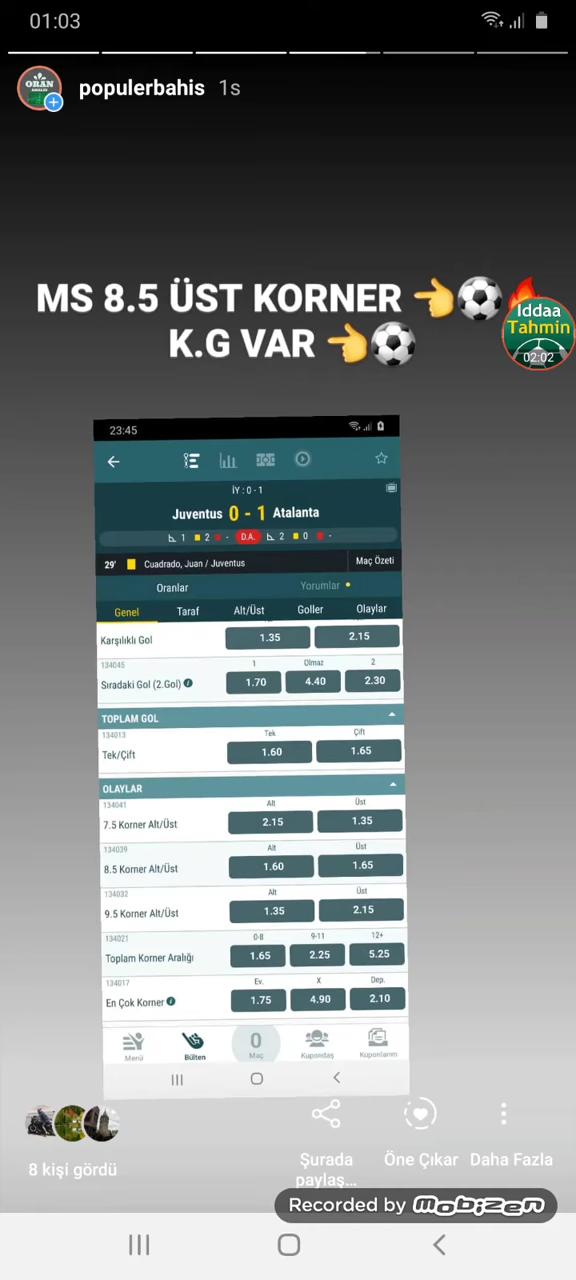 01:03
populerbahis 1s
MS 8.5 ÜST KORNER
K.G VAR
ORAN
Iddaa
Tahmin
02:02
23:45
İY : 0 - 1
Juventus 0 - 1 Atalanta
1 2 - D.A. 2 0 -
29' Cuadrado, Juan / Juventus Maç Özeti
Oranlar Yorumlar
Genel Taraf Alt/Üst Goller Olaylar
Karşılıklı Gol 1.35 2.15
134045 1 Olmaz 2
Sıradaki Gol (2.Gol) 1.70 4.40 2.30
TOPLAM GOL
134013 Tek Çift
Tek/Çift 1.60 1.65
OLAYLAR
134041 Alt Üst
7.5 Korner Alt/Üst 2.15 1.35
134039 Alt Üst
8.5 Korner Alt/Üst 1.60 1.65
134032 Alt Üst
9.5 Korner Alt/Üst 1.35 2.15
134021 0-8 9-11 12+
Toplam Korner Aralığı 1.65 2.25 5.25
134017 Ev. X Dep.
En Çok Korner 1.75 4.90 2.10
0
Menü Bülten Maç Kupondaş Kuponlarım
8 kişi gördü
Şurada paylaş... Öne Çıkar Daha Fazla
Recorded by mobizen